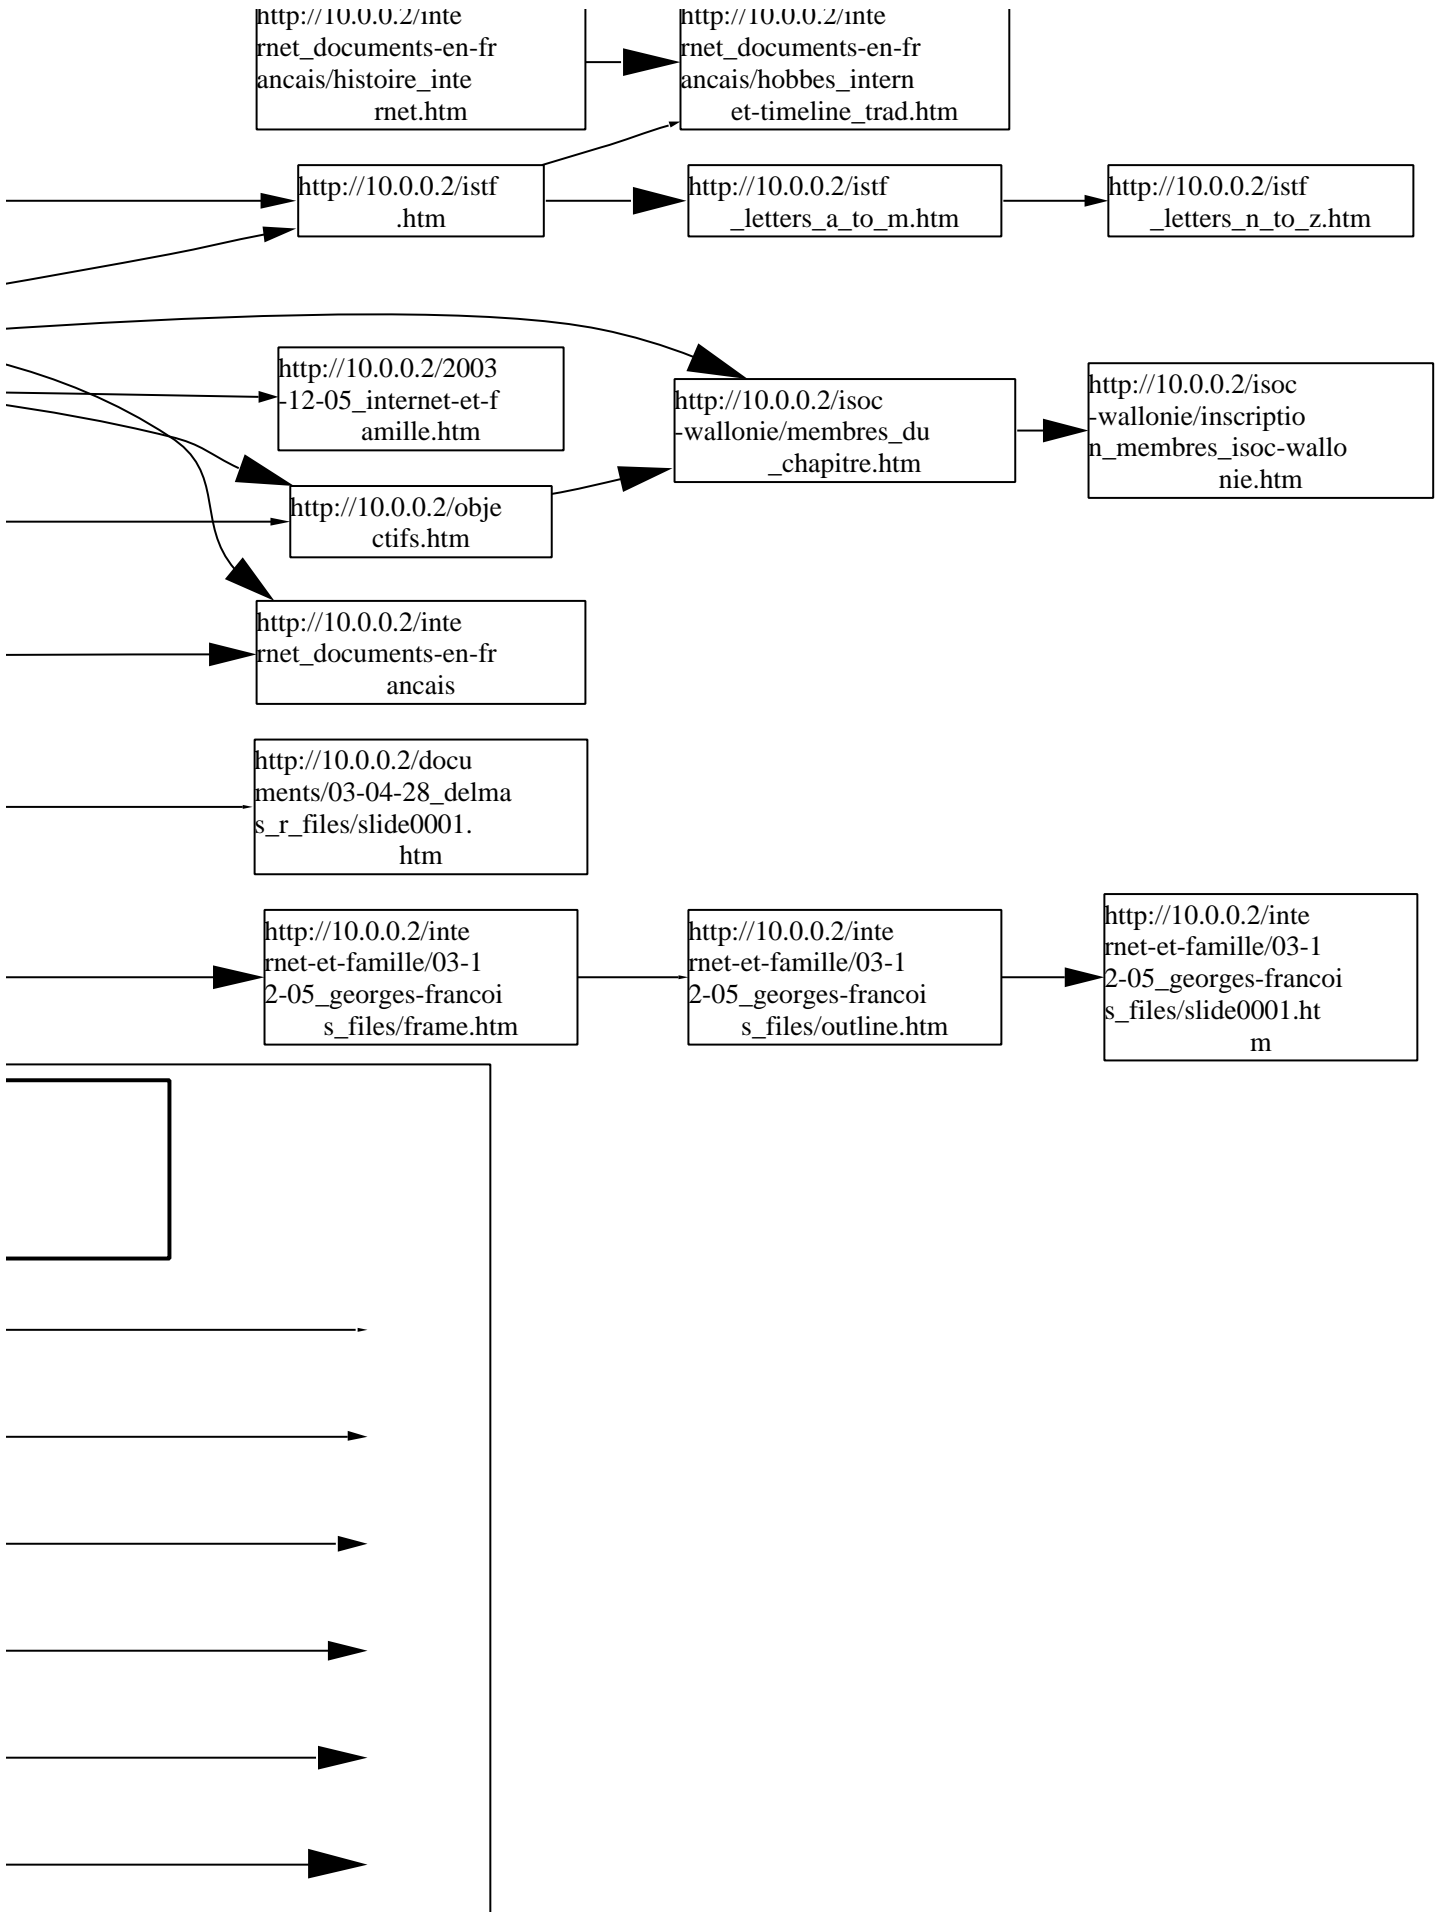 http://10.0.0.2/inte
rnet_documents-en-fr
ancais/histoire_inte
rnet.htm
http://10.0.0.2/inte
rnet_documents-en-fr
ancais/hobbes_intern
et-timeline_trad.htm
http://10.0.0.2/istf
.htm
http://10.0.0.2/istf
_letters_a_to_m.htm
http://10.0.0.2/istf
_letters_n_to_z.htm
http://10.0.0.2/2003
-12-05_internet-et-f
amille.htm
http://10.0.0.2/isoc
-wallonie/membres_du
_chapitre.htm
http://10.0.0.2/isoc
-wallonie/inscriptio
n_membres_isoc-wallo
nie.htm
http://10.0.0.2/obje
ctifs.htm
http://10.0.0.2/inte
rnet_documents-en-fr
ancais
http://10.0.0.2/docu
ments/03-04-28_delma
s_r_files/slide0001.
htm
http://10.0.0.2/inte
rnet-et-famille/03-1
2-05_georges-francoi
s_files/frame.htm
http://10.0.0.2/inte
rnet-et-famille/03-1
2-05_georges-francoi
s_files/outline.htm
http://10.0.0.2/inte
rnet-et-famille/03-1
2-05_georges-francoi
s_files/slide0001.ht
m